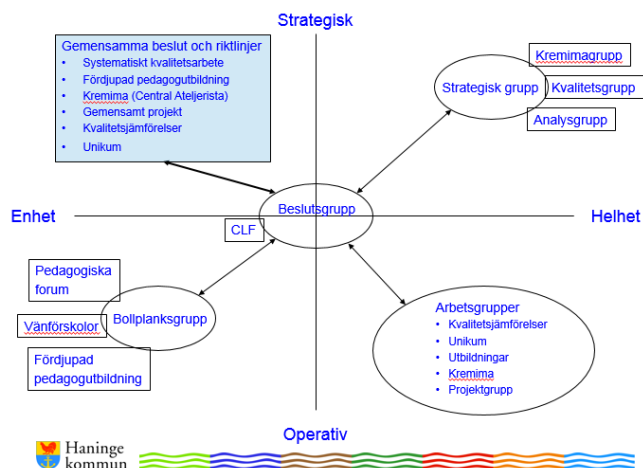 Strategisk
Gemensamma beslut och riktlinjer
• Systematiskt kvalitetsarbete
• Fördjupad pedagogutbildning
• Kremima (Central Ateljerista)
• Gemensamt projekt
• Kvalitetsjämförelser
• Unikum
Kremimagrupp
Strategisk grupp
Kvalitetsgrupp
Analysgrupp
Enhet
Beslutsgrupp
Helhet
CLF
Pedagogiska
forum
Vänförskolor
Bollplanksgrupp
Fördjupad
pedagogutbildning
Arbetsgrupper
• Kvalitetsjämförelser
• Unikum
• Utbildningar
• Kremima
• Projektgrupp
Operativ
Haninge
kommun